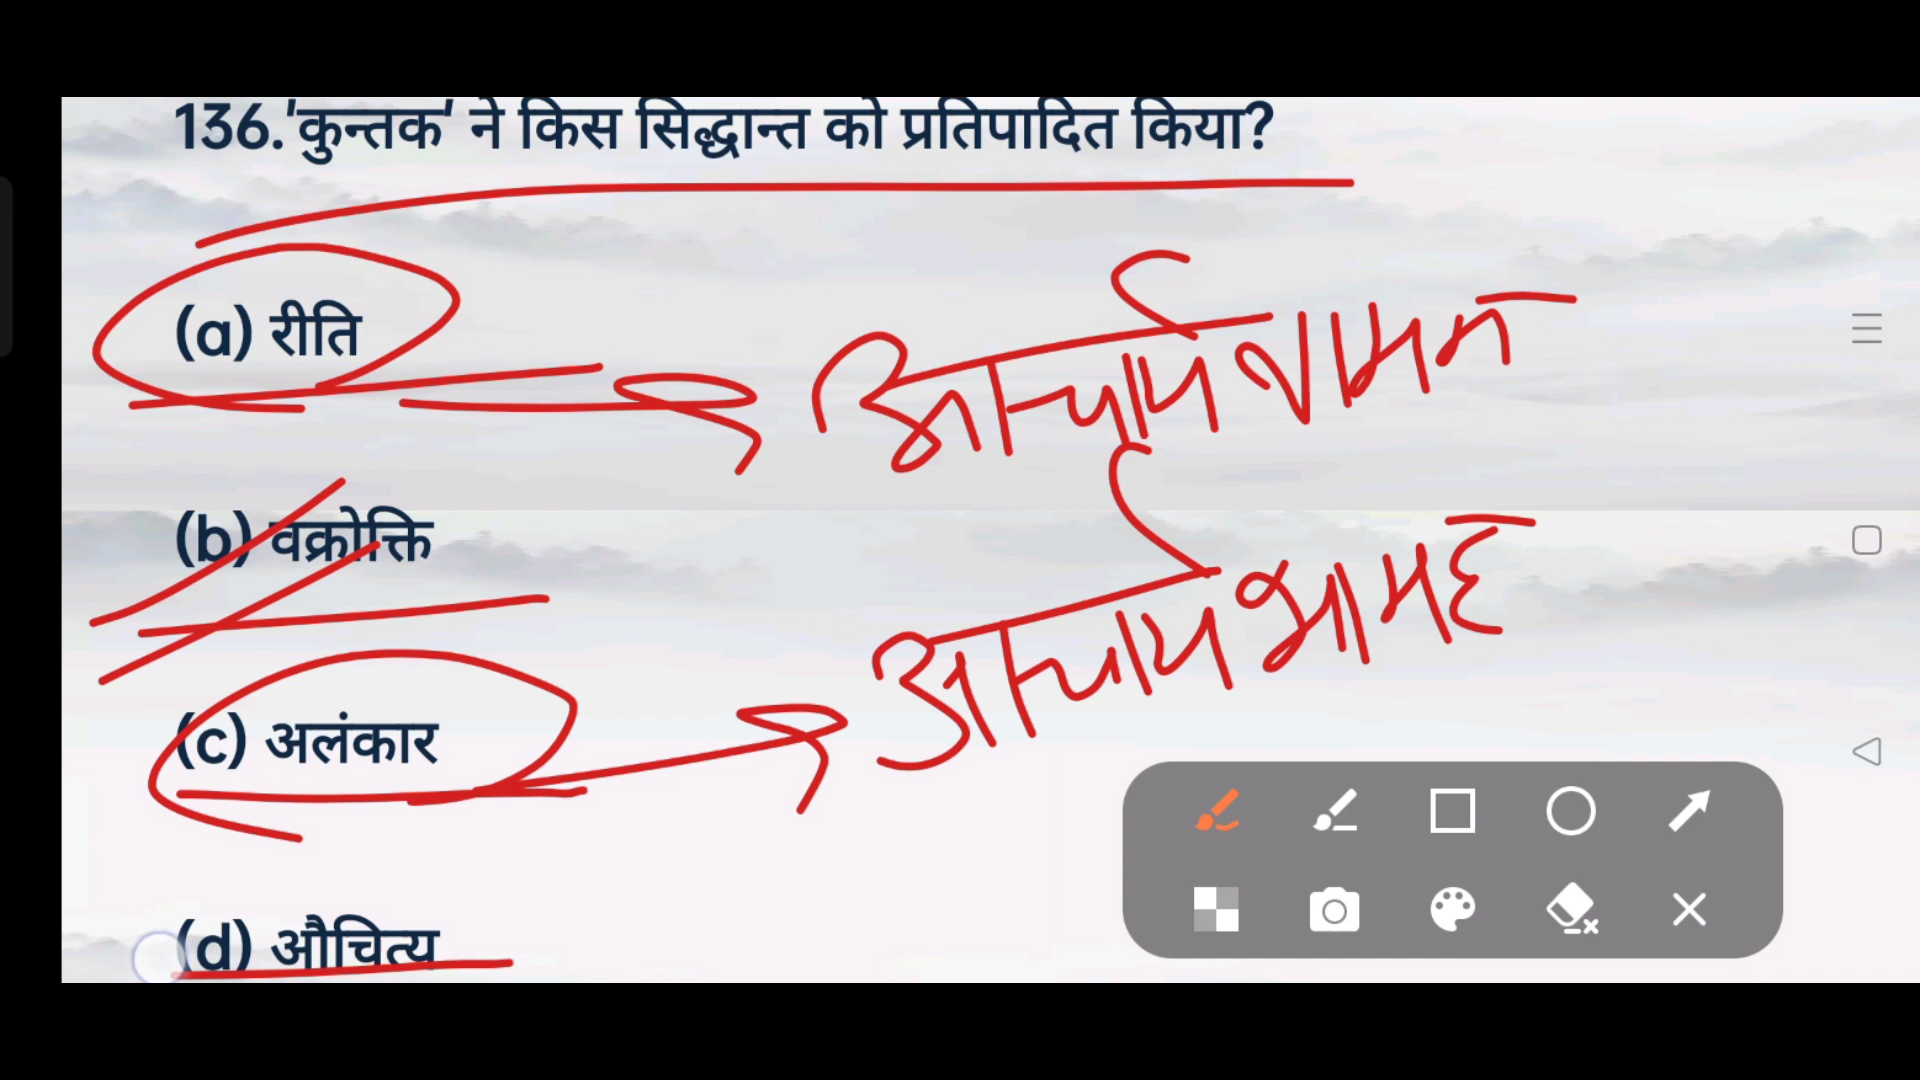 136.'कुन्तक' ने किस सिद्धान्त को प्रतिपादित किया?
(a) रीति
आचार्य वामन
(b) वक्रोक्ति
(c) अलंकार
आचार्य भामह
(d) औचित्य